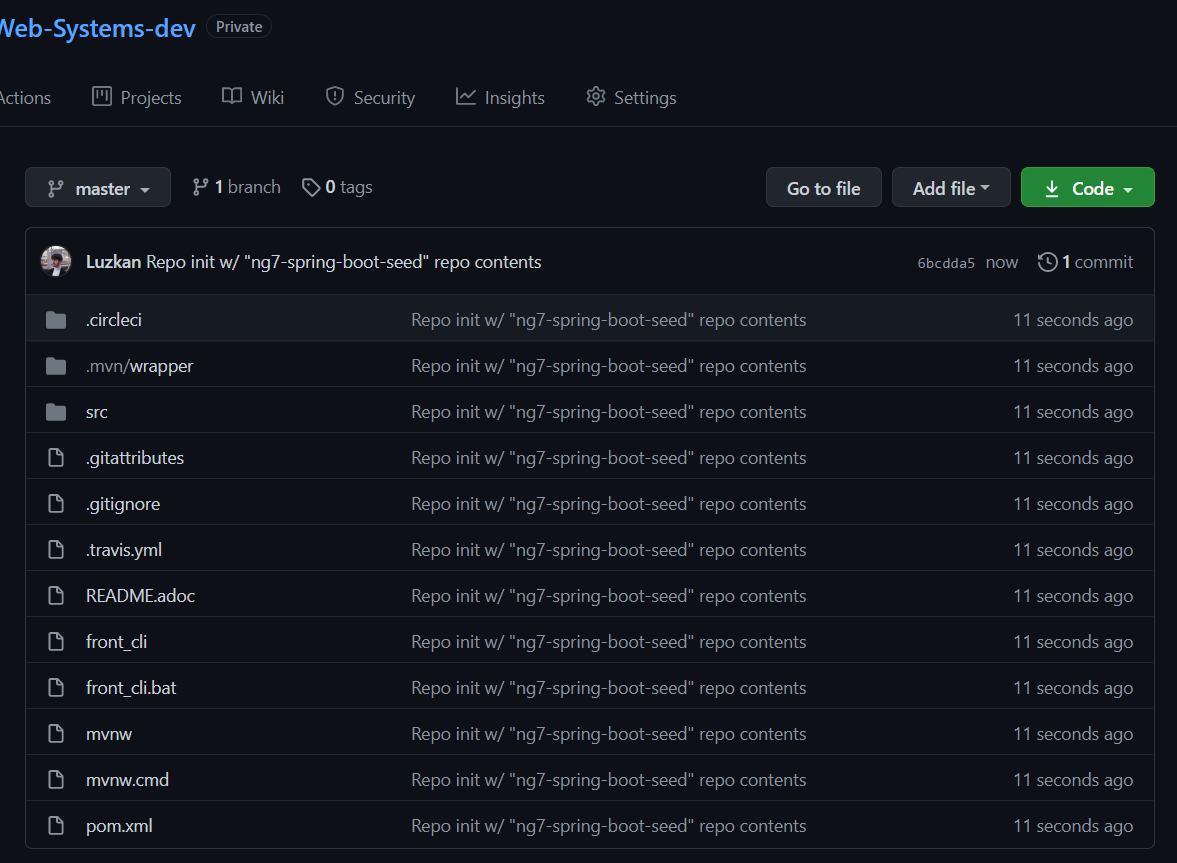 Web-Systems-dev Private
Actions Projects Wiki Security Insights Settings
master 1 branch 0 tags Go to file Add file Code
Luzkan Repo init w/ "ng7-spring-boot-seed" repo contents 6bcdda5 now 1 commit
.circleci Repo init w/ "ng7-spring-boot-seed" repo contents 11 seconds ago
.mvn/wrapper Repo init w/ "ng7-spring-boot-seed" repo contents 11 seconds ago
src Repo init w/ "ng7-spring-boot-seed" repo contents 11 seconds ago
.gitattributes Repo init w/ "ng7-spring-boot-seed" repo contents 11 seconds ago
.gitignore Repo init w/ "ng7-spring-boot-seed" repo contents 11 seconds ago
.travis.yml Repo init w/ "ng7-spring-boot-seed" repo contents 11 seconds ago
README.adoc Repo init w/ "ng7-spring-boot-seed" repo contents 11 seconds ago
front_cli Repo init w/ "ng7-spring-boot-seed" repo contents 11 seconds ago
front_cli.bat Repo init w/ "ng7-spring-boot-seed" repo contents 11 seconds ago
mvnw Repo init w/ "ng7-spring-boot-seed" repo contents 11 seconds ago
mvnw.cmd Repo init w/ "ng7-spring-boot-seed" repo contents 11 seconds ago
pom.xml Repo init w/ "ng7-spring-boot-seed" repo contents 11 seconds ago